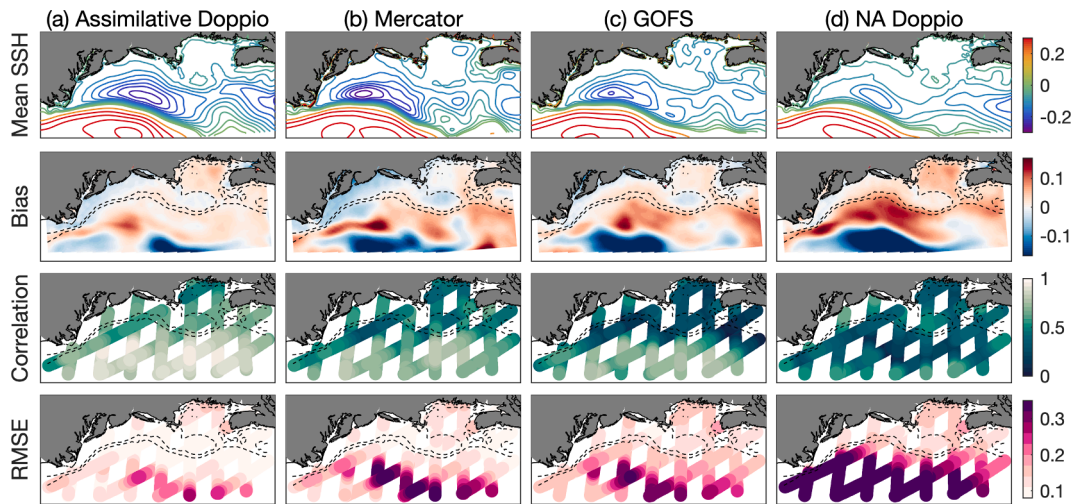 (a) Assimilative Doppio (b) Mercator (c) GOFS (d) NA Doppio
Mean SSH
0.2
0
-0.2
Bias
0.1
0
-0.1
Correlation
1
0.5
0
RMSE
0.3
0.2
0.1